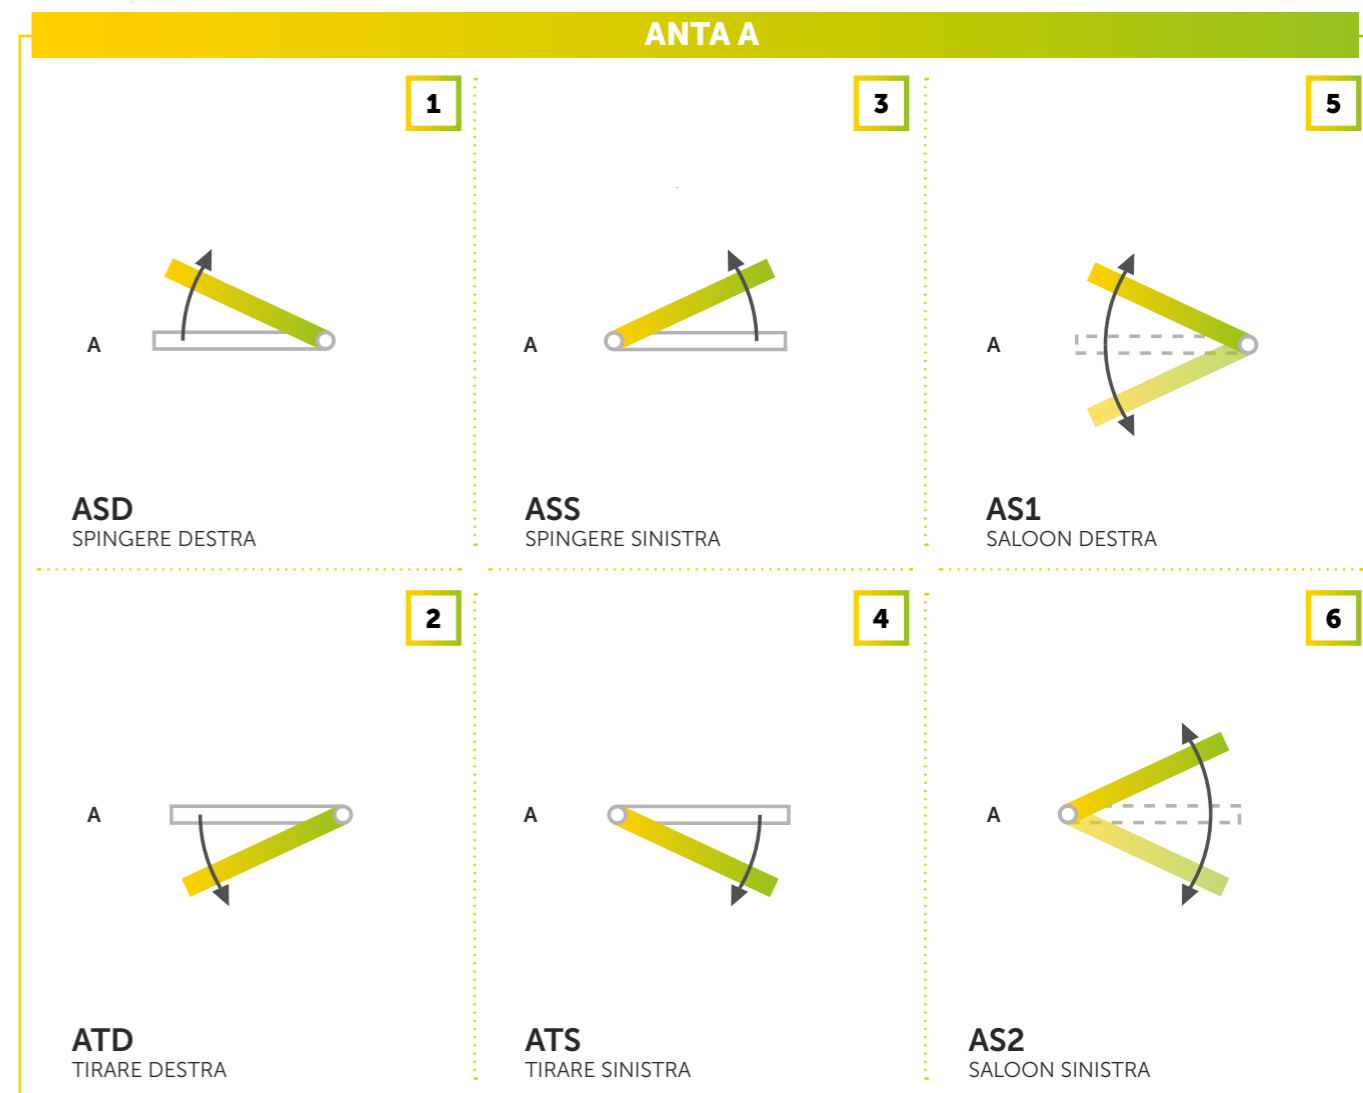 ANTA A
1
A
ASD
SPINGERE DESTRA
3
A
ASS
SPINGERE SINISTRA
5
A
AS1
SALOON DESTRA
2
A
ATD
TIRARE DESTRA
4
A
ATS
TIRARE SINISTRA
6
A
AS2
SALOON SINISTRA